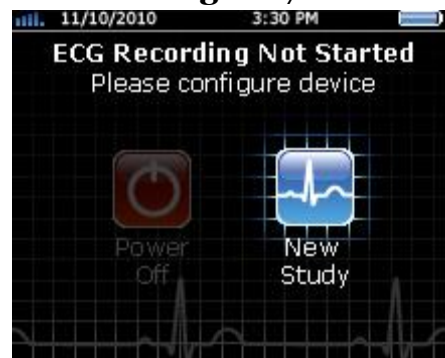 11/10/2010 3:30 PM
ECG Recording Not Started
Please configure device
Power
Off
New
Study